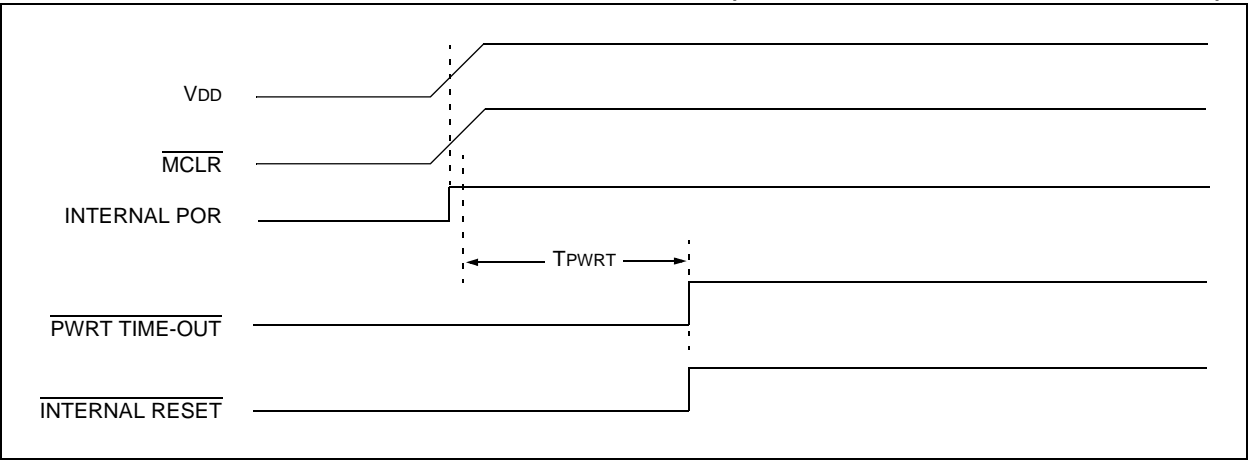 VDD
MCLR
INTERNAL POR
TPWRT
PWRT TIME-OUT
INTERNAL RESET